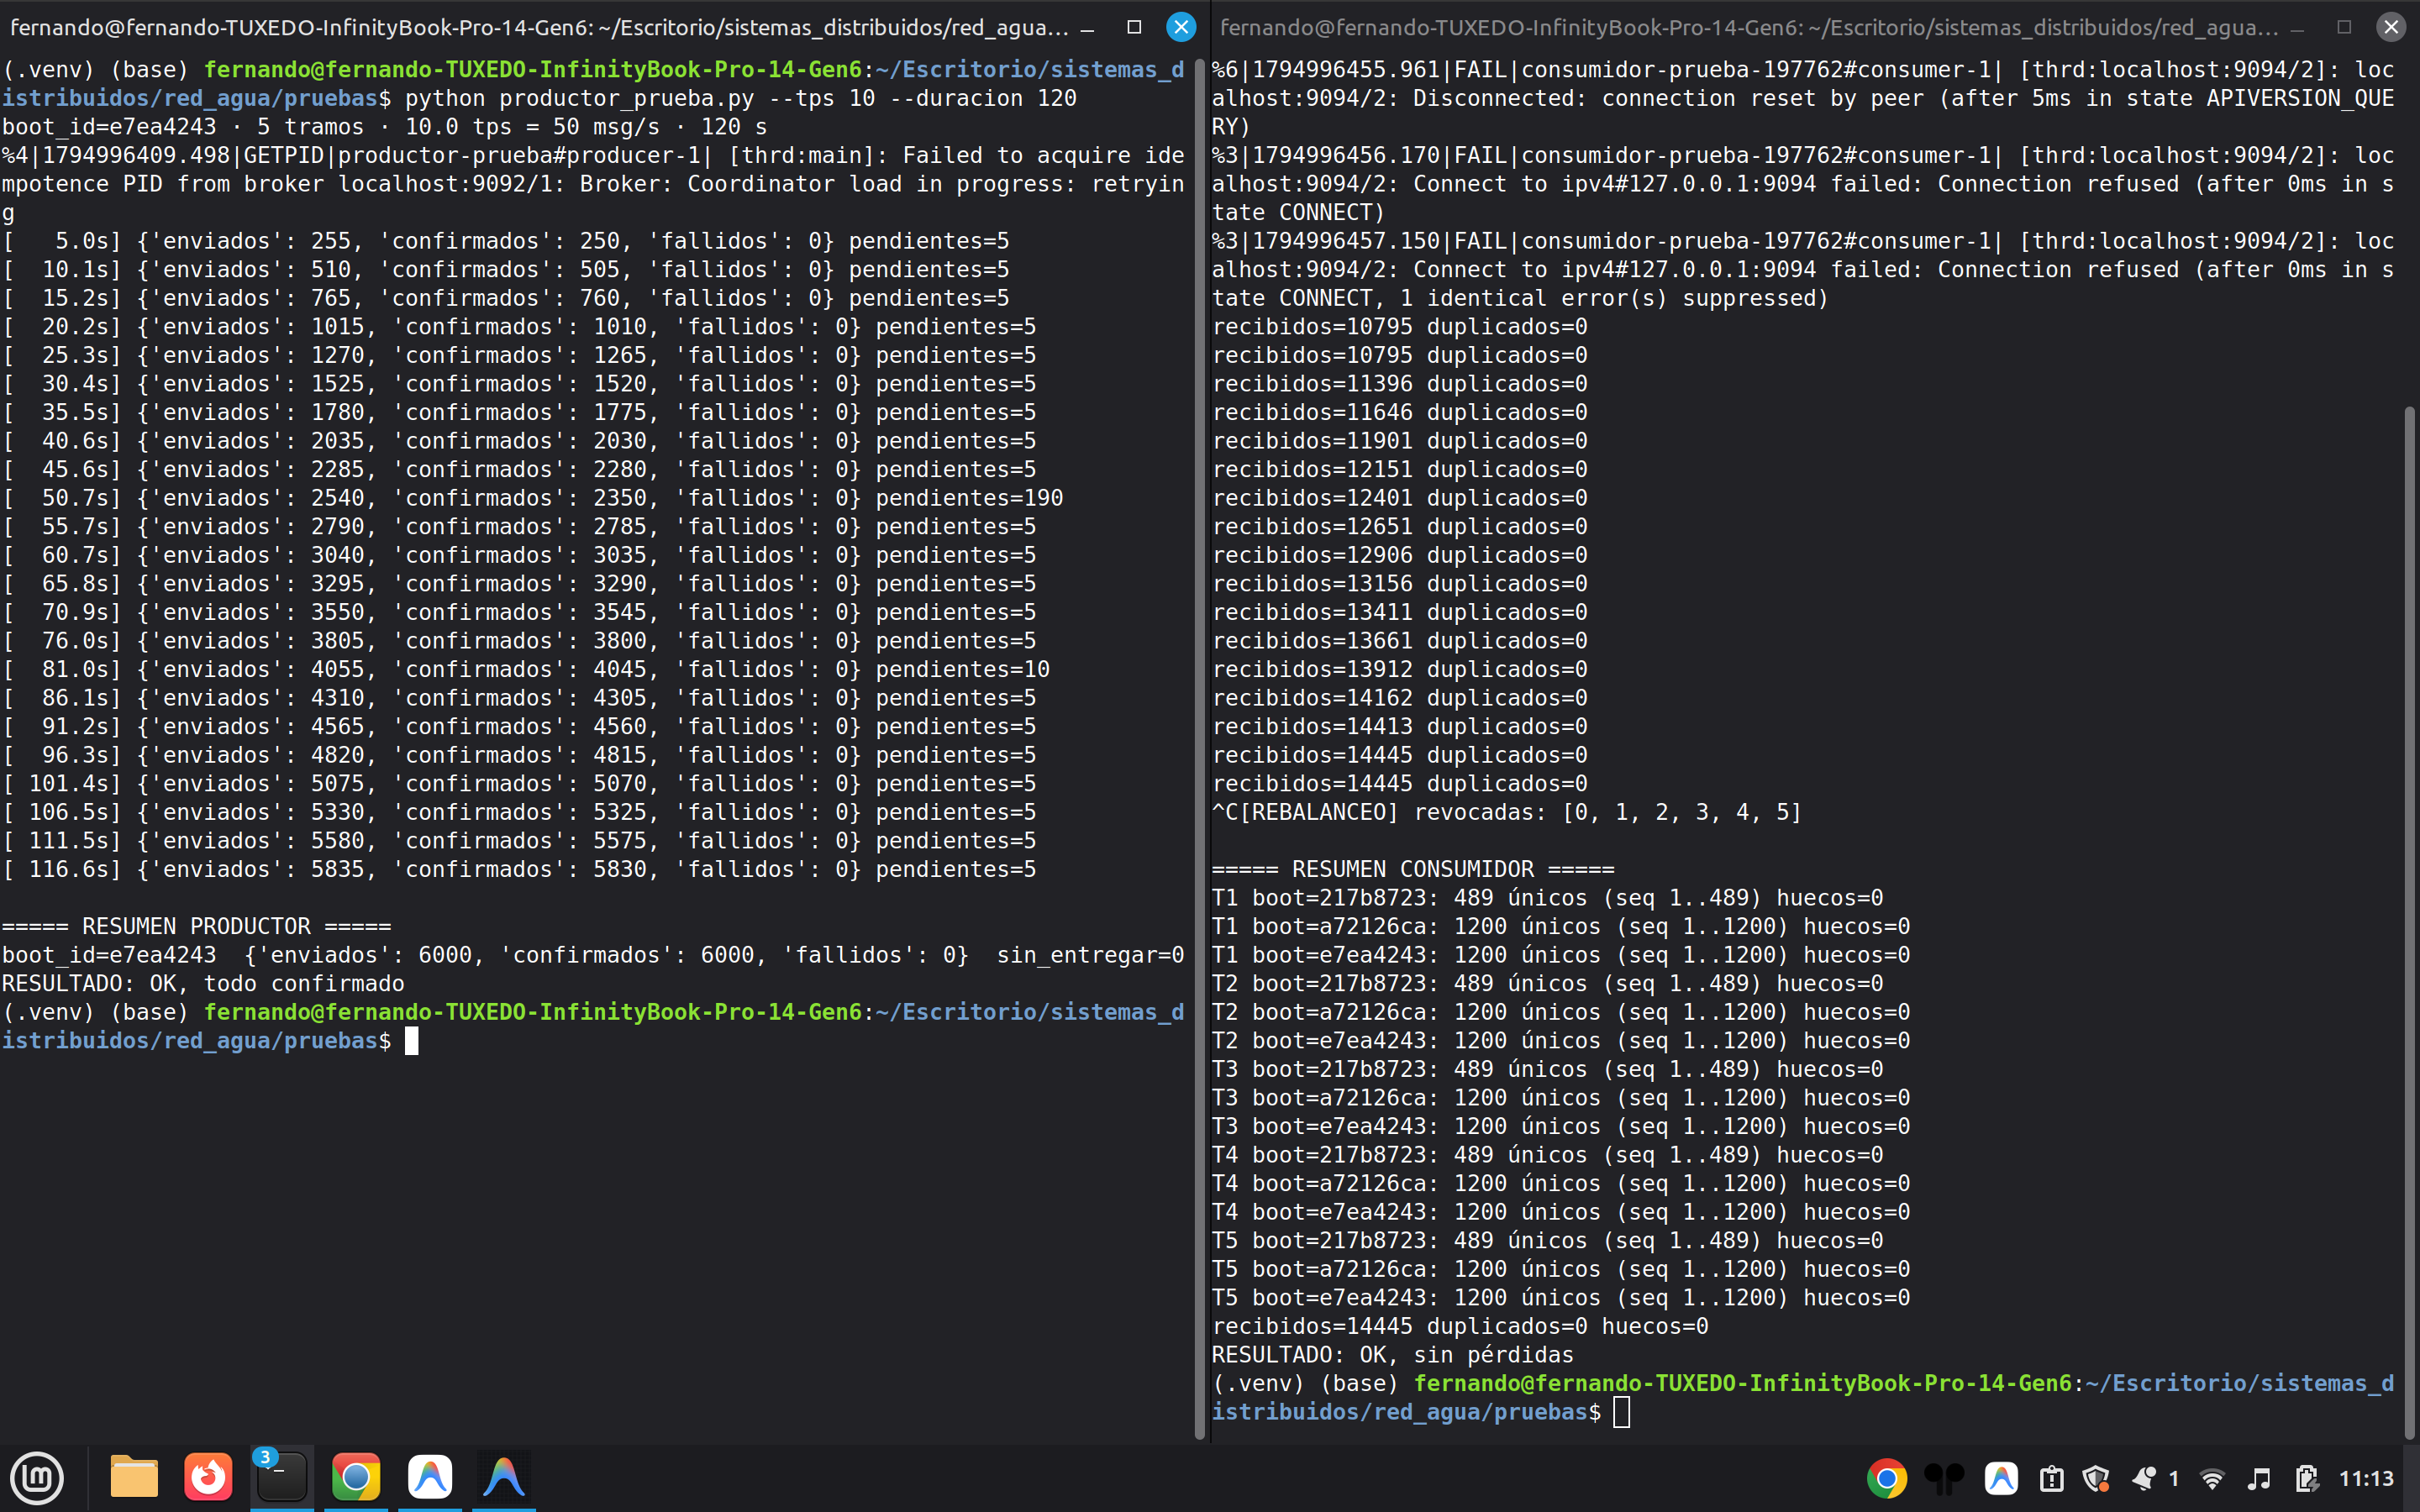 fernando@fernando-TUXEDO-InfinityBook-Pro-14-Gen6: ~/Escritorio/sistemas_distribuidos/red_agua...
(.venv) (base) fernando@fernando-TUXEDO-InfinityBook-Pro-14-Gen6:~/Escritorio/sistemas_d
istribuidos/red_agua/pruebas$ python productor_prueba.py --tps 10 --duracion 120
boot_id=e7ea4243 · 5 tramos · 10.0 tps = 50 msg/s · 120 s
%4|1794996409.498|GETPID|productor-prueba#producer-1| [thrd:main]: Failed to acquire ide
mpotence PID from broker localhost:9092/1: Broker: Coordinator load in progress: retryin
g
[   5.0s] {'enviados': 255, 'confirmados': 250, 'fallidos': 0} pendientes=5
[  10.1s] {'enviados': 510, 'confirmados': 505, 'fallidos': 0} pendientes=5
[  15.2s] {'enviados': 765, 'confirmados': 760, 'fallidos': 0} pendientes=5
[  20.2s] {'enviados': 1015, 'confirmados': 1010, 'fallidos': 0} pendientes=5
[  25.3s] {'enviados': 1270, 'confirmados': 1265, 'fallidos': 0} pendientes=5
[  30.4s] {'enviados': 1525, 'confirmados': 1520, 'fallidos': 0} pendientes=5
[  35.5s] {'enviados': 1780, 'confirmados': 1775, 'fallidos': 0} pendientes=5
[  40.6s] {'enviados': 2035, 'confirmados': 2030, 'fallidos': 0} pendientes=5
[  45.6s] {'enviados': 2285, 'confirmados': 2280, 'fallidos': 0} pendientes=5
[  50.7s] {'enviados': 2540, 'confirmados': 2350, 'fallidos': 0} pendientes=190
[  55.7s] {'enviados': 2790, 'confirmados': 2785, 'fallidos': 0} pendientes=5
[  60.7s] {'enviados': 3040, 'confirmados': 3035, 'fallidos': 0} pendientes=5
[  65.8s] {'enviados': 3295, 'confirmados': 3290, 'fallidos': 0} pendientes=5
[  70.9s] {'enviados': 3550, 'confirmados': 3545, 'fallidos': 0} pendientes=5
[  76.0s] {'enviados': 3805, 'confirmados': 3800, 'fallidos': 0} pendientes=5
[  81.0s] {'enviados': 4055, 'confirmados': 4045, 'fallidos': 0} pendientes=10
[  86.1s] {'enviados': 4310, 'confirmados': 4305, 'fallidos': 0} pendientes=5
[  91.2s] {'enviados': 4565, 'confirmados': 4560, 'fallidos': 0} pendientes=5
[  96.3s] {'enviados': 4820, 'confirmados': 4815, 'fallidos': 0} pendientes=5
[ 101.4s] {'enviados': 5075, 'confirmados': 5070, 'fallidos': 0} pendientes=5
[ 106.5s] {'enviados': 5330, 'confirmados': 5325, 'fallidos': 0} pendientes=5
[ 111.5s] {'enviados': 5580, 'confirmados': 5575, 'fallidos': 0} pendientes=5
[ 116.6s] {'enviados': 5835, 'confirmados': 5830, 'fallidos': 0} pendientes=5
===== RESUMEN PRODUCTOR =====
boot_id=e7ea4243  {'enviados': 6000, 'confirmados': 6000, 'fallidos': 0}  sin_entregar=0
RESULTADO: OK, todo confirmado
(.venv) (base) fernando@fernando-TUXEDO-InfinityBook-Pro-14-Gen6:~/Escritorio/sistemas_d
istribuidos/red_agua/pruebas$
fernando@fernando-TUXEDO-InfinityBook-Pro-14-Gen6: ~/Escritorio/sistemas_distribuidos/red_agua...
%6|1794996455.961|FAIL|consumidor-prueba-197762#consumer-1| [thrd:localhost:9094/2]: loc
alhost:9094/2: Disconnected: connection reset by peer (after 5ms in state APIVERSION_QUE
RY)
%3|1794996456.170|FAIL|consumidor-prueba-197762#consumer-1| [thrd:localhost:9094/2]: loc
alhost:9094/2: Connect to ipv4#127.0.0.1:9094 failed: Connection refused (after 0ms in s
tate CONNECT)
%3|1794996457.150|FAIL|consumidor-prueba-197762#consumer-1| [thrd:localhost:9094/2]: loc
alhost:9094/2: Connect to ipv4#127.0.0.1:9094 failed: Connection refused (after 0ms in s
tate CONNECT, 1 identical error(s) suppressed)
recibidos=10795 duplicados=0
recibidos=10795 duplicados=0
recibidos=11396 duplicados=0
recibidos=11646 duplicados=0
recibidos=11901 duplicados=0
recibidos=12151 duplicados=0
recibidos=12401 duplicados=0
recibidos=12651 duplicados=0
recibidos=12906 duplicados=0
recibidos=13156 duplicados=0
recibidos=13411 duplicados=0
recibidos=13661 duplicados=0
recibidos=13912 duplicados=0
recibidos=14162 duplicados=0
recibidos=14413 duplicados=0
recibidos=14445 duplicados=0
recibidos=14445 duplicados=0
^C[REBALANCEO] revocadas: [0, 1, 2, 3, 4, 5]
===== RESUMEN CONSUMIDOR =====
T1 boot=217b8723: 489 únicos (seq 1..489) huecos=0
T1 boot=a72126ca: 1200 únicos (seq 1..1200) huecos=0
T1 boot=e7ea4243: 1200 únicos (seq 1..1200) huecos=0
T2 boot=217b8723: 489 únicos (seq 1..489) huecos=0
T2 boot=a72126ca: 1200 únicos (seq 1..1200) huecos=0
T2 boot=e7ea4243: 1200 únicos (seq 1..1200) huecos=0
T3 boot=217b8723: 489 únicos (seq 1..489) huecos=0
T3 boot=a72126ca: 1200 únicos (seq 1..1200) huecos=0
T3 boot=e7ea4243: 1200 únicos (seq 1..1200) huecos=0
T4 boot=217b8723: 489 únicos (seq 1..489) huecos=0
T4 boot=a72126ca: 1200 únicos (seq 1..1200) huecos=0
T4 boot=e7ea4243: 1200 únicos (seq 1..1200) huecos=0
T5 boot=217b8723: 489 únicos (seq 1..489) huecos=0
T5 boot=a72126ca: 1200 únicos (seq 1..1200) huecos=0
T5 boot=e7ea4243: 1200 únicos (seq 1..1200) huecos=0
recibidos=14445 duplicados=0 huecos=0
RESULTADO: OK, sin pérdidas
(.venv) (base) fernando@fernando-TUXEDO-InfinityBook-Pro-14-Gen6:~/Escritorio/sistemas_d
istribuidos/red_agua/pruebas$
3
1
11:13